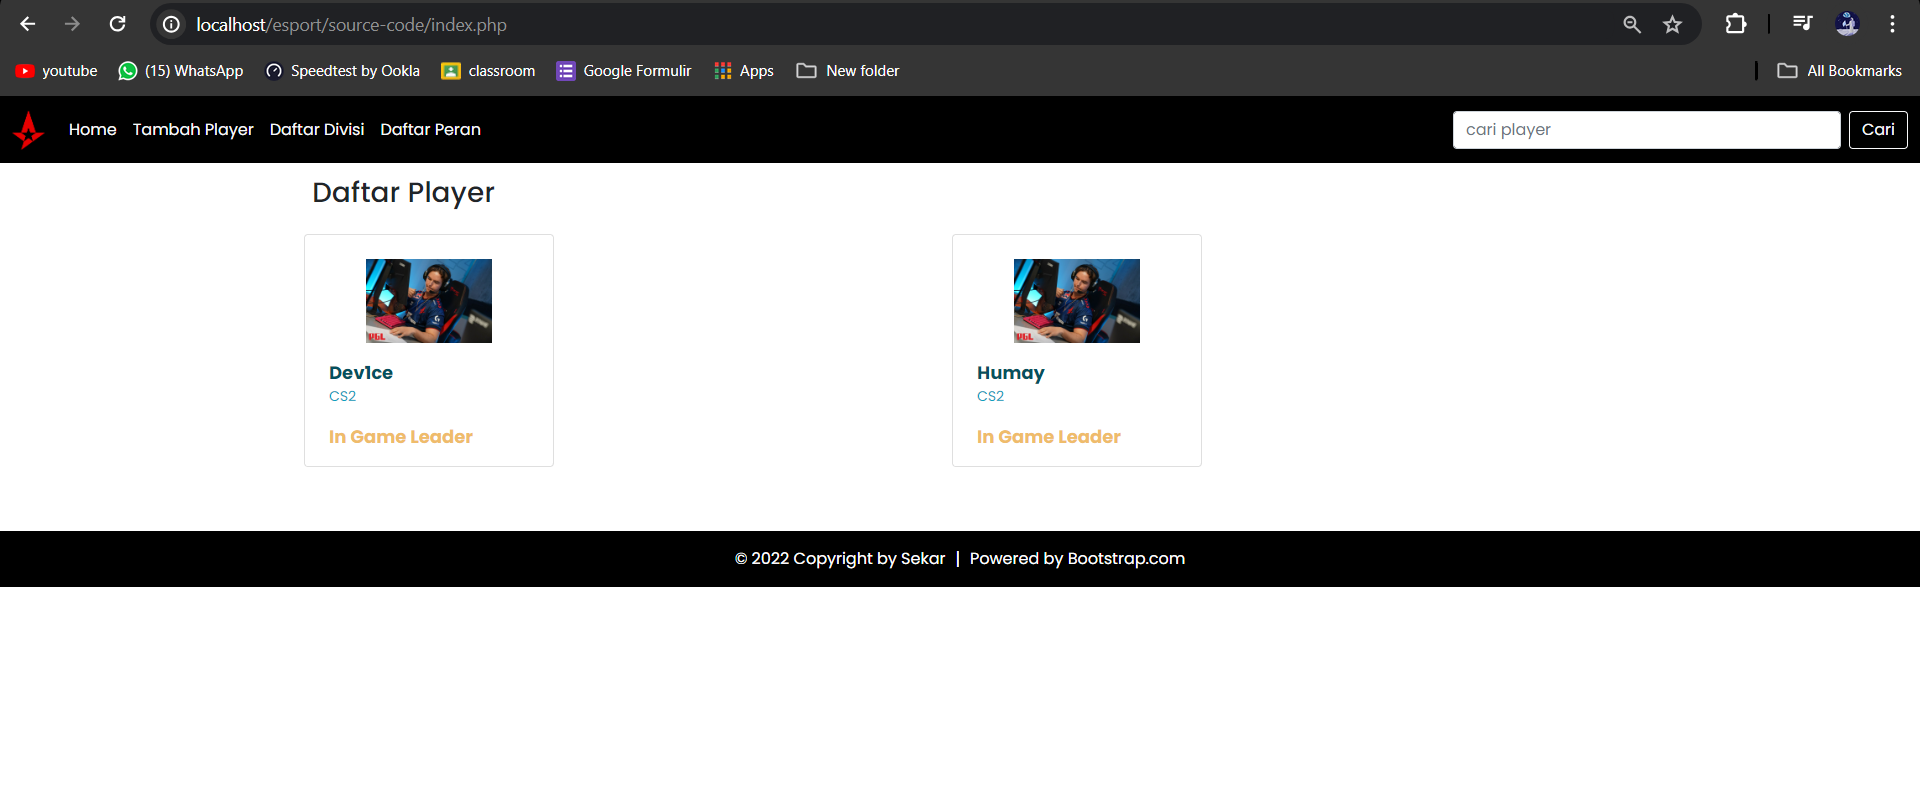 localhost/esport/source-code/index.php
youtube (15) WhatsApp Speedtest by Ookla classroom Google Formulir Apps New folder All Bookmarks
Home Tambah Player Daftar Divisi Daftar Peran cari player Cari
Daftar Player
Dev1ce
CS2
In Game Leader
Humay
CS2
In Game Leader
© 2022 Copyright by Sekar | Powered by Bootstrap.com